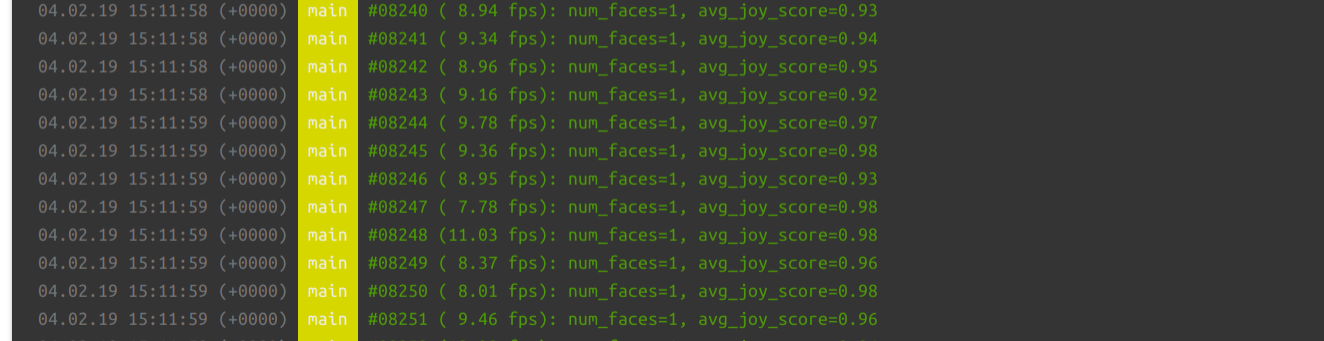 04.02.19 15:11:58 (+0000) main #08240 ( 8.94 fps): num_faces=1, avg_joy_score=0.93
04.02.19 15:11:58 (+0000) main #08241 ( 9.34 fps): num_faces=1, avg_joy_score=0.94
04.02.19 15:11:58 (+0000) main #08242 ( 8.96 fps): num_faces=1, avg_joy_score=0.95
04.02.19 15:11:58 (+0000) main #08243 ( 9.16 fps): num_faces=1, avg_joy_score=0.92
04.02.19 15:11:59 (+0000) main #08244 ( 9.78 fps): num_faces=1, avg_joy_score=0.97
04.02.19 15:11:59 (+0000) main #08245 ( 9.36 fps): num_faces=1, avg_joy_score=0.98
04.02.19 15:11:59 (+0000) main #08246 ( 8.95 fps): num_faces=1, avg_joy_score=0.93
04.02.19 15:11:59 (+0000) main #08247 ( 7.78 fps): num_faces=1, avg_joy_score=0.98
04.02.19 15:11:59 (+0000) main #08248 (11.03 fps): num_faces=1, avg_joy_score=0.98
04.02.19 15:11:59 (+0000) main #08249 ( 8.37 fps): num_faces=1, avg_joy_score=0.96
04.02.19 15:11:59 (+0000) main #08250 ( 8.01 fps): num_faces=1, avg_joy_score=0.98
04.02.19 15:11:59 (+0000) main #08251 ( 9.46 fps): num_faces=1, avg_joy_score=0.96